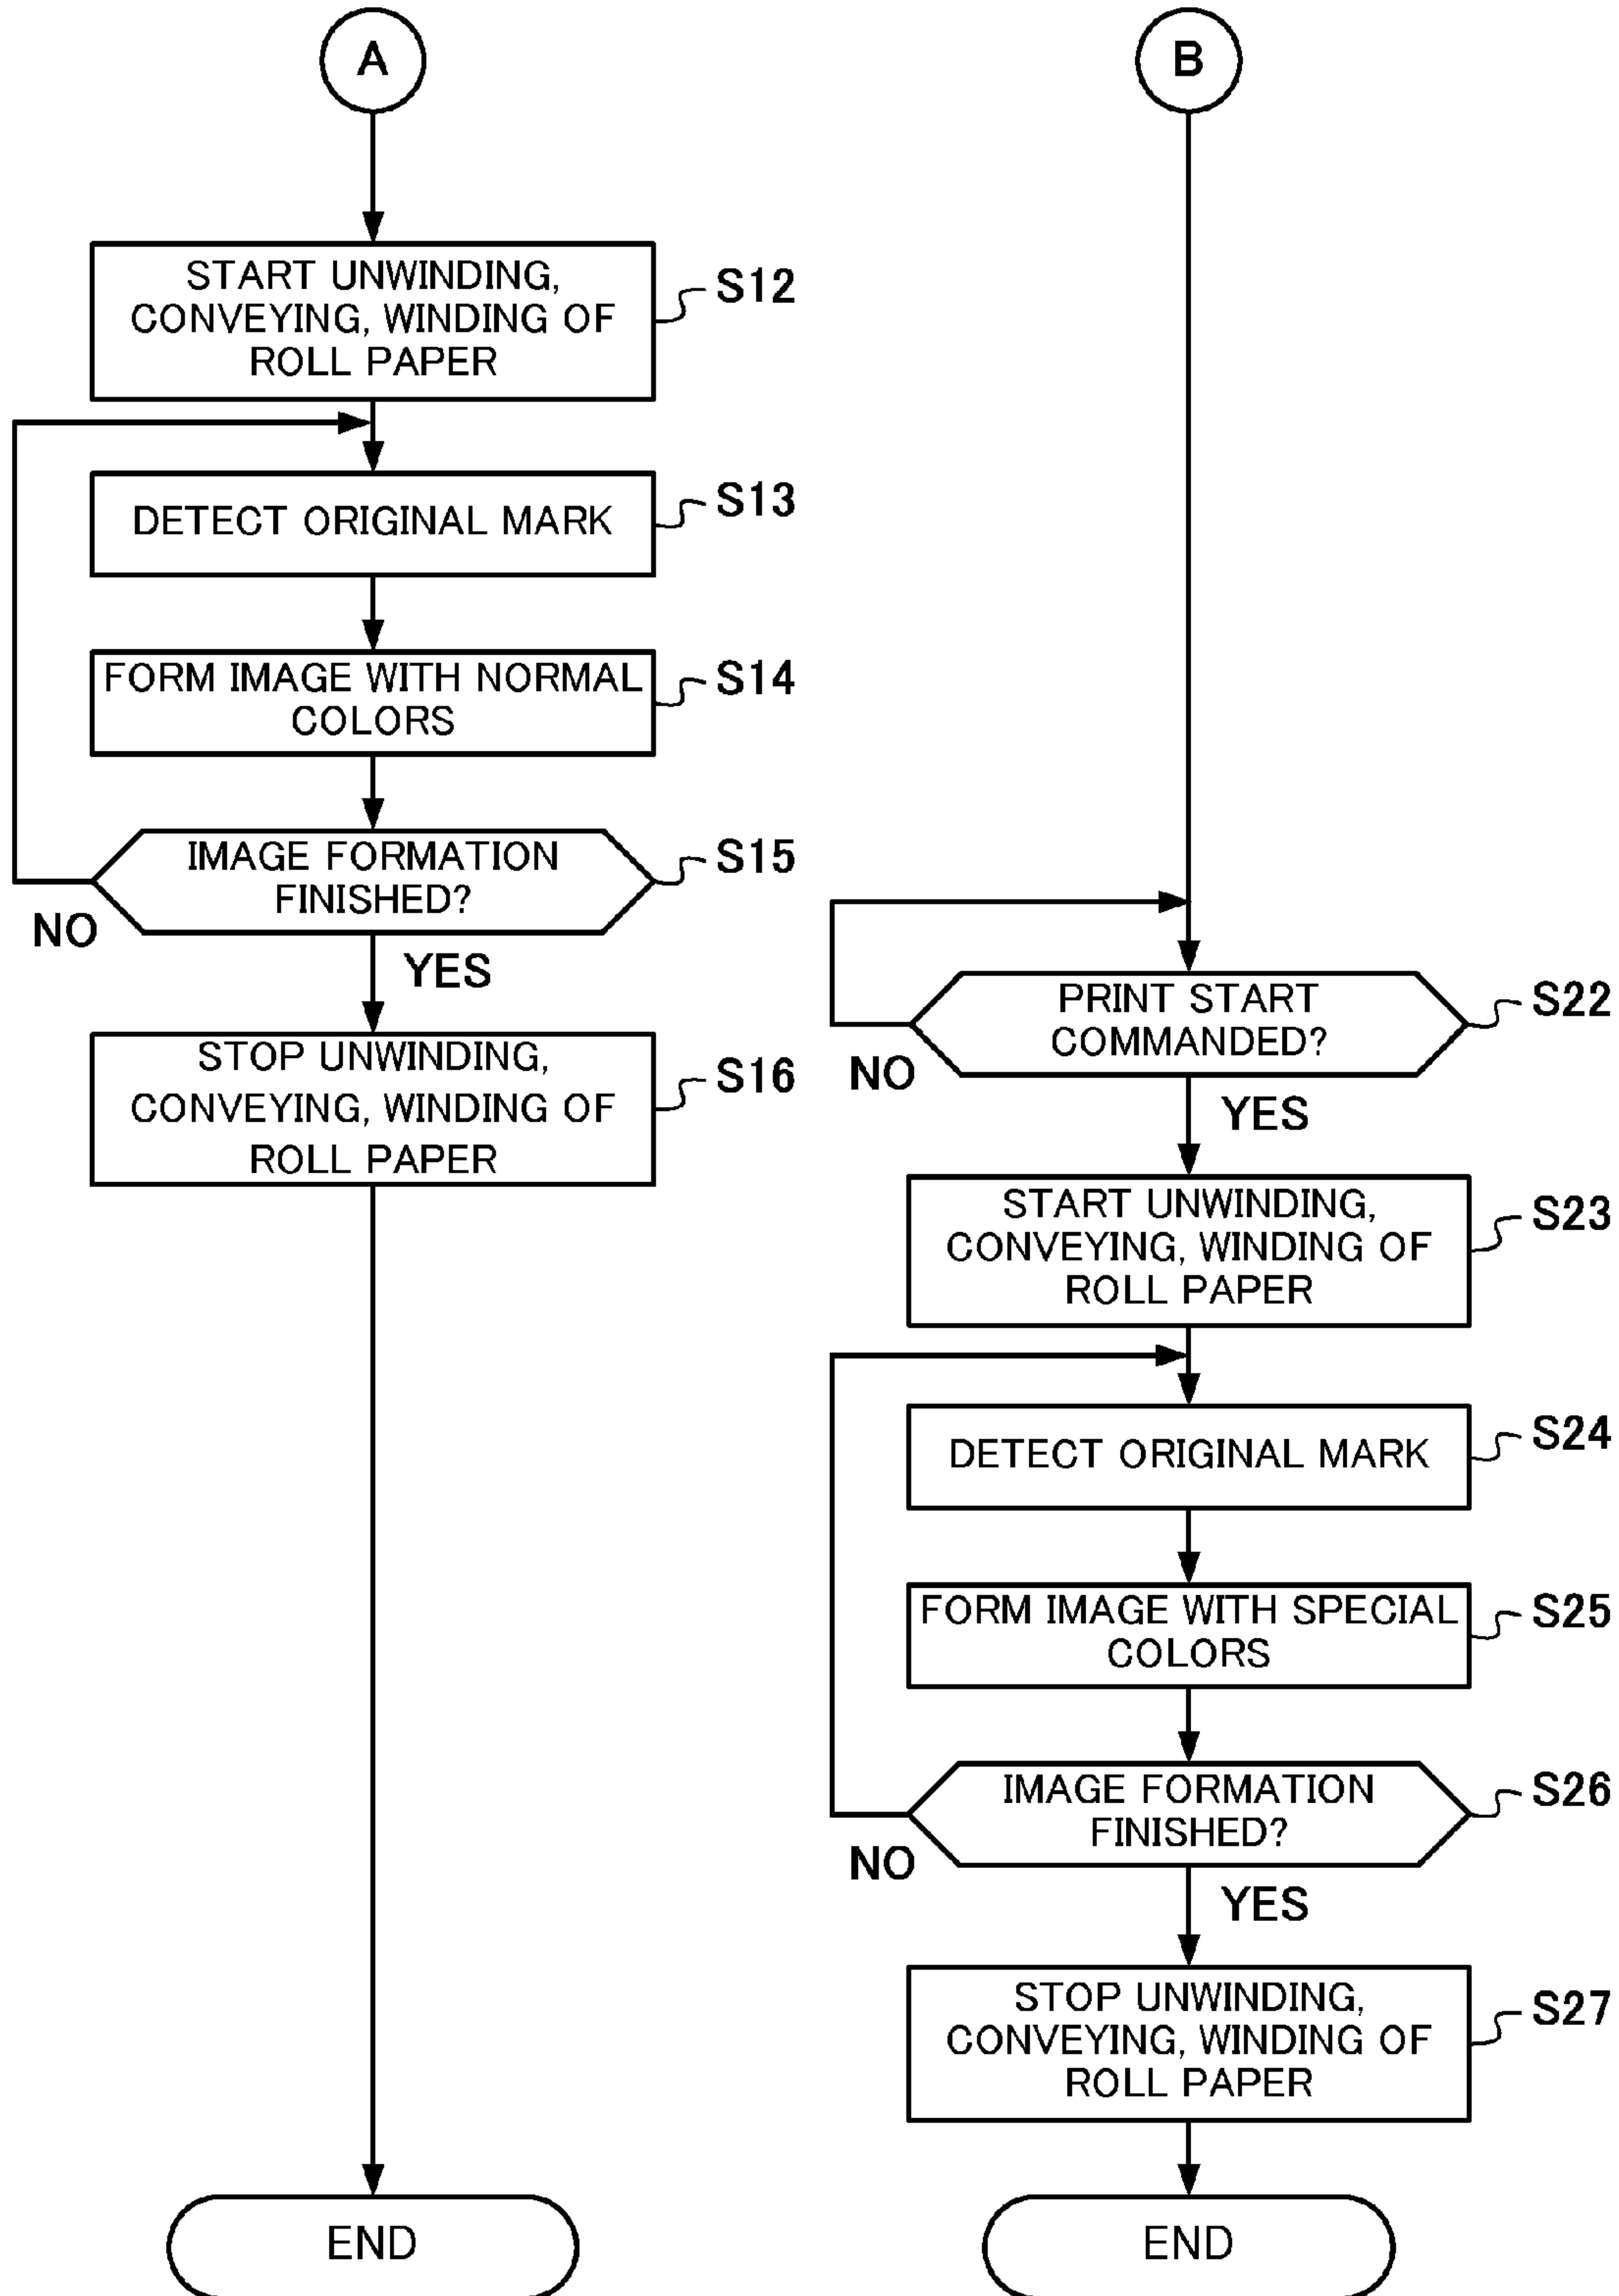 A
START UNWINDING,
CONVEYING, WINDING OF
ROLL PAPER
S12
DETECT ORIGINAL MARK
S13
FORM IMAGE WITH NORMAL
COLORS
S14
IMAGE FORMATION
FINISHED?
S15
NO
YES
STOP UNWINDING,
CONVEYING, WINDING OF
ROLL PAPER
S16
END
B
PRINT START
COMMANDED?
S22
NO
YES
START UNWINDING,
CONVEYING, WINDING OF
ROLL PAPER
S23
DETECT ORIGINAL MARK
S24
FORM IMAGE WITH SPECIAL
COLORS
S25
IMAGE FORMATION
FINISHED?
S26
NO
YES
STOP UNWINDING,
CONVEYING, WINDING OF
ROLL PAPER
S27
END